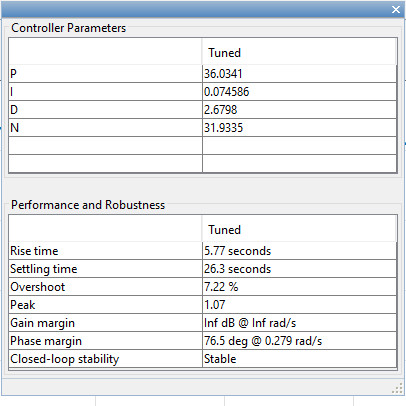 Controller Parameters
Tuned
P 36.0341
I 0.074586
D 2.6798
N 31.9335
Performance and Robustness
Tuned
Rise time 5.77 seconds
Settling time 26.3 seconds
Overshoot 7.22 %
Peak 1.07
Gain margin Inf dB @ Inf rad/s
Phase margin 76.5 deg @ 0.279 rad/s
Closed-loop stability Stable